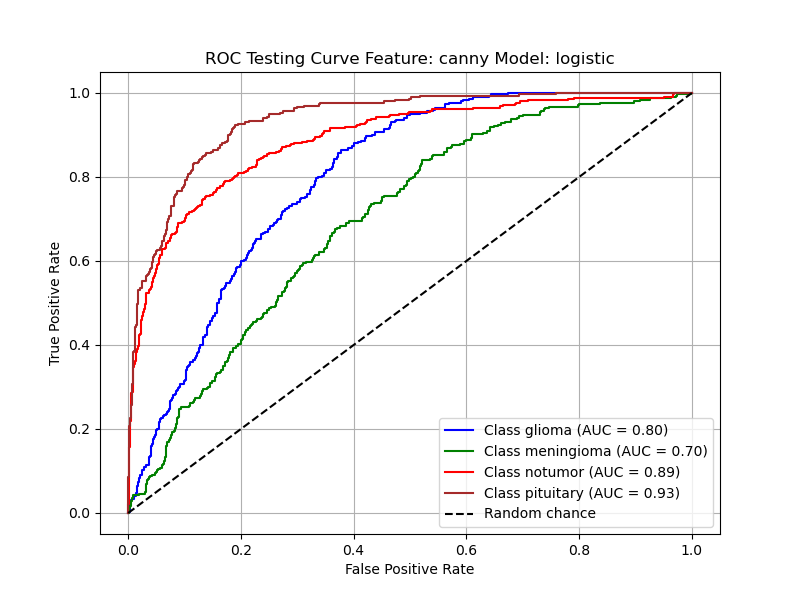 ROC Testing Curve Feature: canny Model: logistic
True Positive Rate
1.0
0.8
0.6
0.4
0.2
0.0
Class glioma (AUC = 0.80)
Class meningioma (AUC = 0.70)
Class notumor (AUC = 0.89)
Class pituitary (AUC = 0.93)
Random chance
0.0 0.2 0.4 0.6 0.8 1.0
False Positive Rate